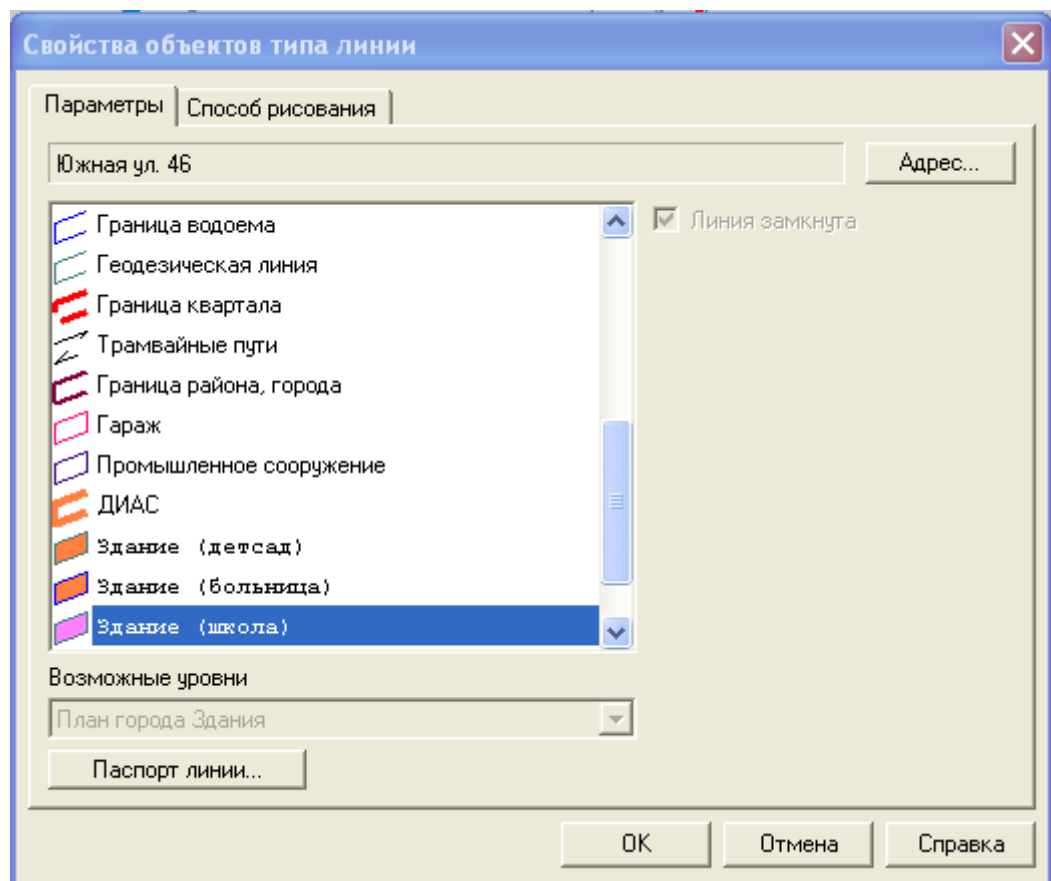 Свойства объектов типа линии
Параметры
Способ рисования
Южная ул. 46
Адрес...
Граница водоема
Линия замкнута
Геодезическая линия
Граница квартала
Трамвайные пути
Граница района, города
Гараж
Промышленное сооружение
ДИАС
Здание (детсад)
Здание (больница)
Здание (школа)
Возможные уровни
План города Здания
Паспорт линии...
ОК
Отмена
Справка